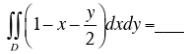 ∬_D (1 − x − y/2) dxdy = ____